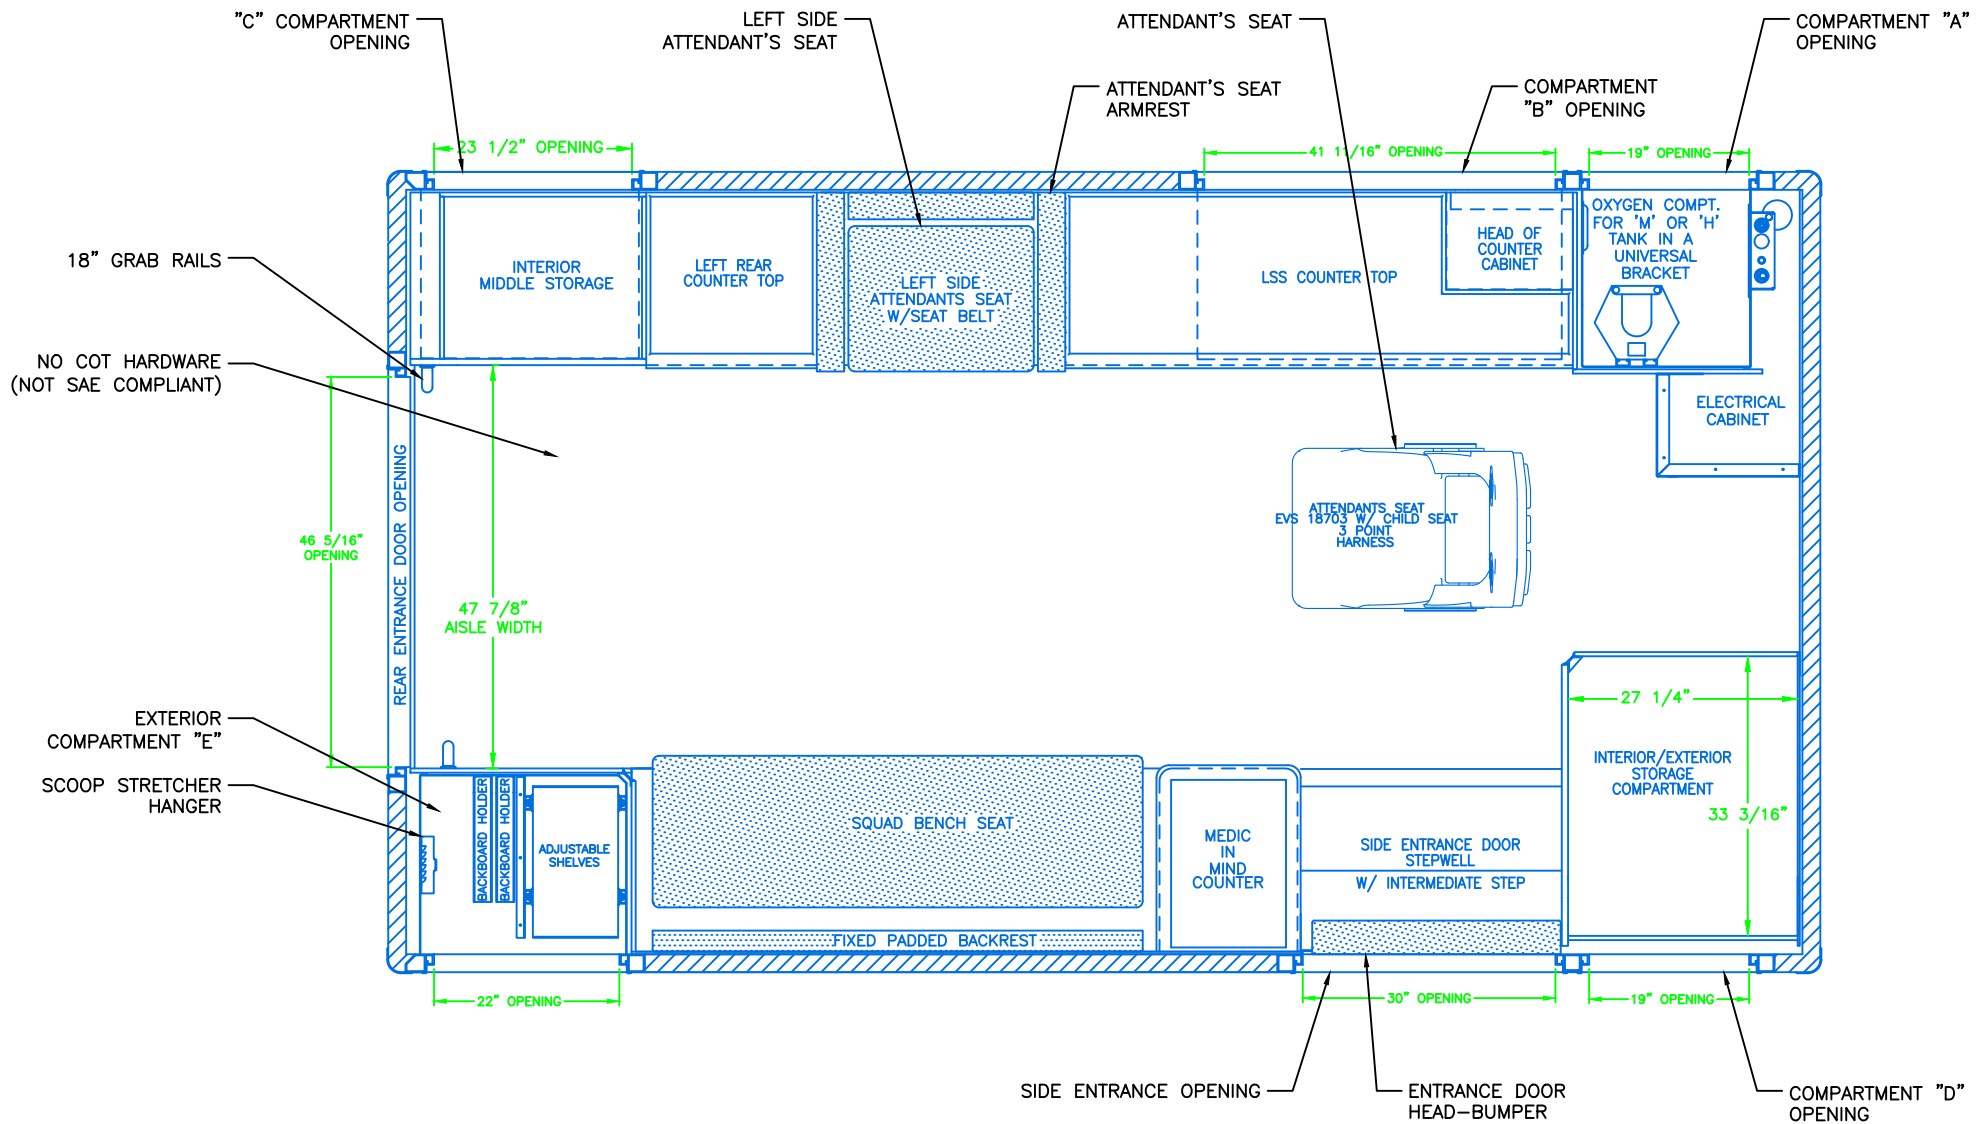 "C" COMPARTMENT
OPENING
LEFT SIDE
ATTENDANT'S SEAT
ATTENDANT'S SEAT
COMPARTMENT "A"
OPENING
ATTENDANT'S SEAT
ARMREST
COMPARTMENT
"B" OPENING
23 1/2" OPENING
41 11/16" OPENING
19" OPENING
18" GRAB RAILS
INTERIOR
MIDDLE STORAGE
LEFT REAR
COUNTER TOP
LEFT SIDE
ATTENDANTS SEAT
W/SEAT BELT
LSS COUNTER TOP
HEAD OF
COUNTER
CABINET
OXYGEN COMPT.
FOR 'M' OR 'H'
TANK IN A
UNIVERSAL
BRACKET
NO COT HARDWARE
(NOT SAE COMPLIANT)
ELECTRICAL
CABINET
REAR ENTRANCE DOOR OPENING
46 5/16"
OPENING
47 7/8"
AISLE WIDTH
ATTENDANTS SEAT
EVS 18703 W/ CHILD SEAT
3 POINT
HARNESS
27 1/4"
33 3/16"
INTERIOR/EXTERIOR
STORAGE
COMPARTMENT
EXTERIOR
COMPARTMENT "E"
SCOOP STRETCHER
HANGER
BACKBOARD HOLDER
BACKBOARD HOLDER
ADJUSTABLE
SHELVES
SQUAD BENCH SEAT
FIXED PADDED BACKREST
MEDIC
IN
MIND
COUNTER
SIDE ENTRANCE DOOR
STEPWELL
W/ INTERMEDIATE STEP
22" OPENING
30" OPENING
19" OPENING
SIDE ENTRANCE OPENING
ENTRANCE DOOR
HEAD-BUMPER
COMPARTMENT "D"
OPENING